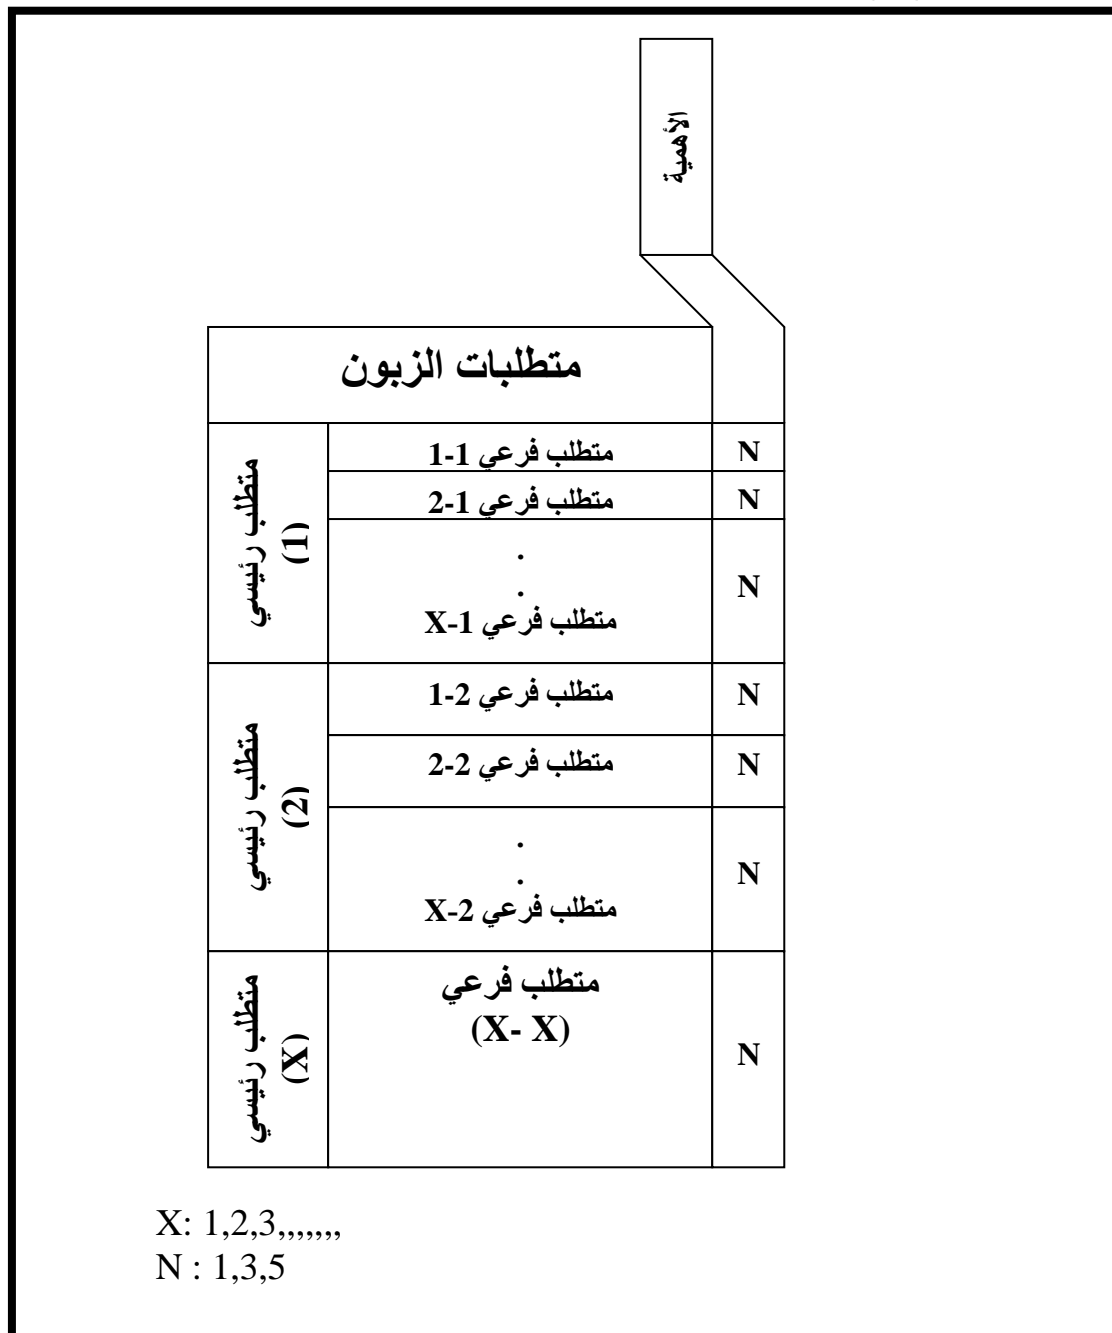 الأهمية
متطلبات الزبون
متطلب رئيسي
(1)
متطلب فرعي 1-1
N
متطلب فرعي 1-2
N
.
.
متطلب فرعي 1-X
N
متطلب رئيسي
(2)
متطلب فرعي 2-1
N
متطلب فرعي 2-2
N
.
.
متطلب فرعي 2-X
N
متطلب رئيسي
(X)
متطلب فرعي
(X- X)
N
X: 1,2,3,,,,,,,
N : 1,3,5